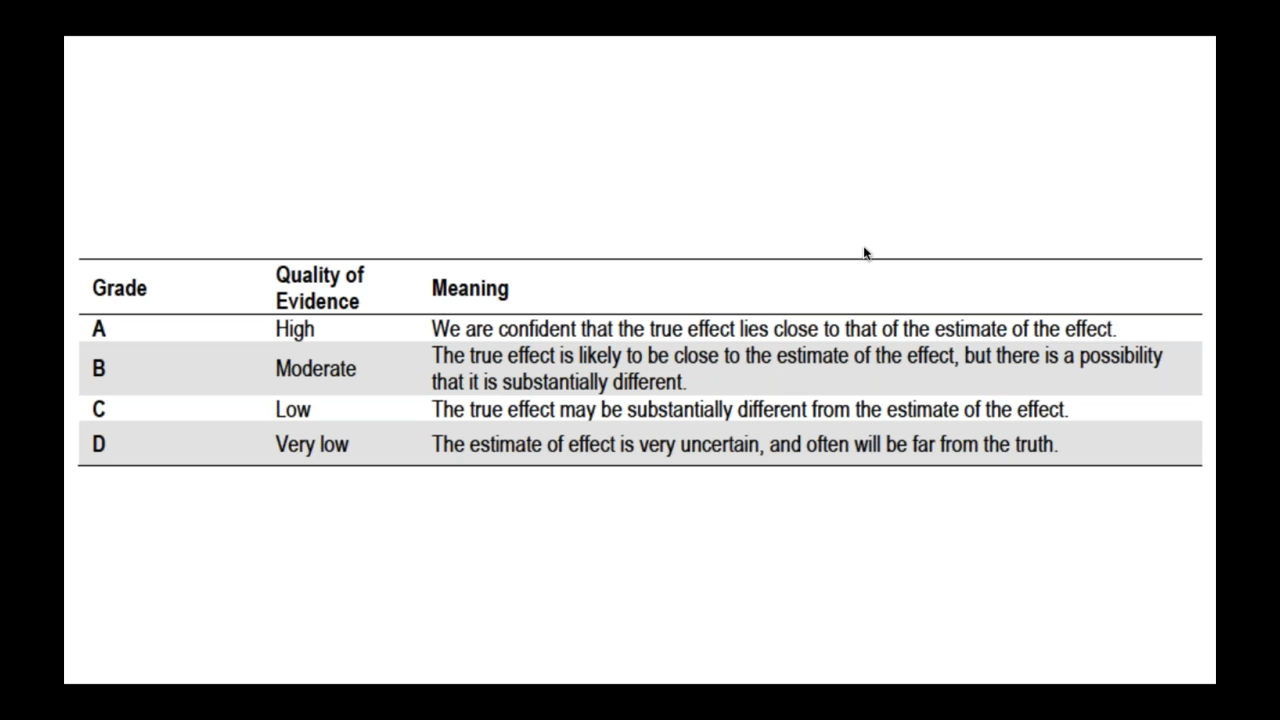 Grade Quality of Evidence Meaning
A High We are confident that the true effect lies close to that of the estimate of the effect.
B Moderate The true effect is likely to be close to the estimate of the effect, but there is a possibility
that it is substantially different.
C Low The true effect may be substantially different from the estimate of the effect.
D Very low The estimate of effect is very uncertain, and often will be far from the truth.